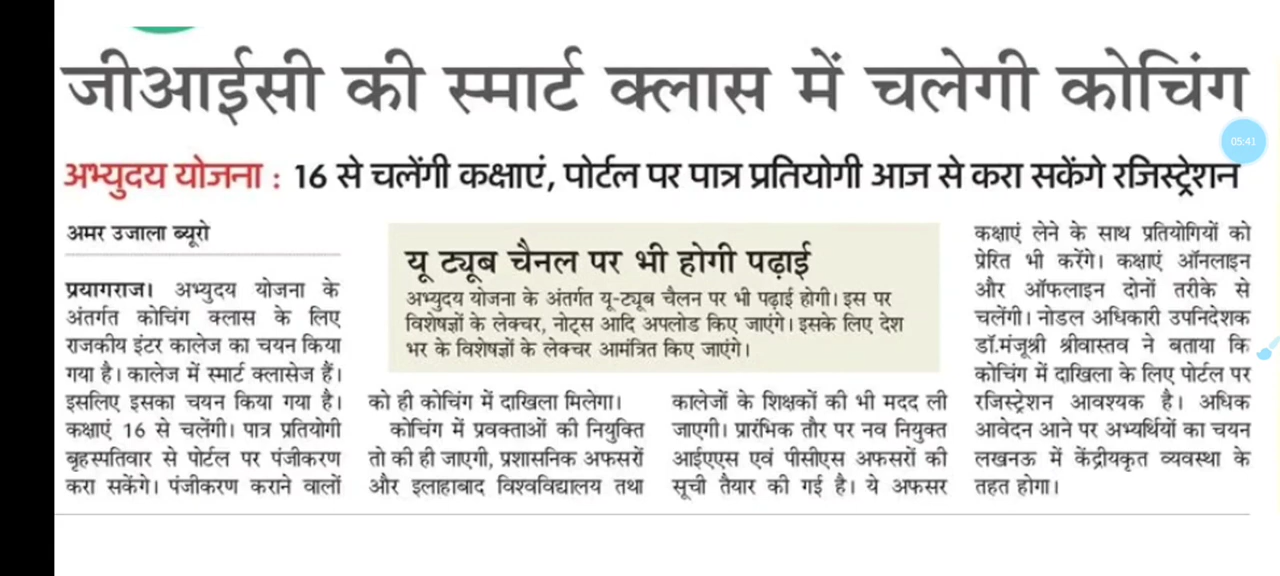 जीआईसी की स्मार्ट क्लास में चलेगी कोचिंग
05:41
अभ्युदय योजना : 16 से चलेंगी कक्षाएं, पोर्टल पर पात्र प्रतियोगी आज से करा सकेंगे रजिस्ट्रेशन
अमर उजाला ब्यूरो
प्रयागराज। अभ्युदय योजना के
अंतर्गत कोचिंग क्लास के लिए
राजकीय इंटर कालेज का चयन किया
गया है। कालेज में स्मार्ट क्लासेज हैं।
इसलिए इसका चयन किया गया है।
कक्षाएं 16 से चलेंगी। पात्र प्रतियोगी
बृहस्पतिवार से पोर्टल पर पंजीकरण
करा सकेंगे। पंजीकरण कराने वालों
यू ट्यूब चैनल पर भी होगी पढ़ाई
अभ्युदय योजना के अंतर्गत यू-ट्यूब चैलन पर भी पढ़ाई होगी। इस पर
विशेषज्ञों के लेक्चर, नोट्स आदि अपलोड किए जाएंगे। इसके लिए देश
भर के विशेषज्ञों के लेक्चर आमंत्रित किए जाएंगे।
को ही कोचिंग में दाखिला मिलेगा।
कोचिंग में प्रवक्ताओं की नियुक्ति
तो की ही जाएगी, प्रशासनिक अफसरों
और इलाहाबाद विश्वविद्यालय तथा
कालेजों के शिक्षकों की भी मदद ली
जाएगी। प्रारंभिक तौर पर नव नियुक्त
आईएएस एवं पीसीएस अफसरों की
सूची तैयार की गई है। ये अफसर
कक्षाएं लेने के साथ प्रतियोगियों को
प्रेरित भी करेंगे। कक्षाएं ऑनलाइन
और ऑफलाइन दोनों तरीके से
चलेंगी। नोडल अधिकारी उपनिदेशक
डॉ.मंजूश्री श्रीवास्तव ने बताया कि
कोचिंग में दाखिला के लिए पोर्टल पर
रजिस्ट्रेशन आवश्यक है। अधिक
आवेदन आने पर अभ्यर्थियों का चयन
लखनऊ में केंद्रीयकृत व्यवस्था के
तहत होगा।